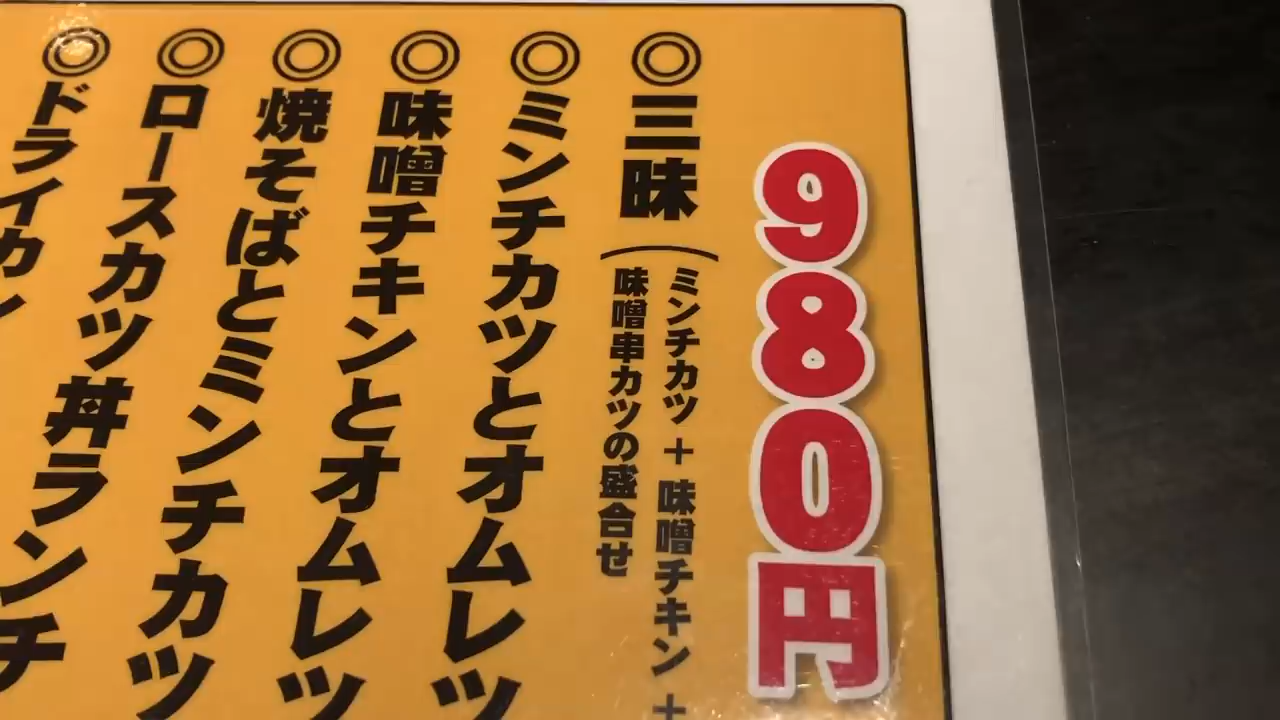 980円
◎三昧
(ミンチカツ+味噌チキン+
味噌串カツの盛合せ
◎ミンチカツとオムレツ
◎味噌チキンとオムレツ
◎焼そばとミンチカツ
◎ロースカツ丼ランチ
◎ドライカ